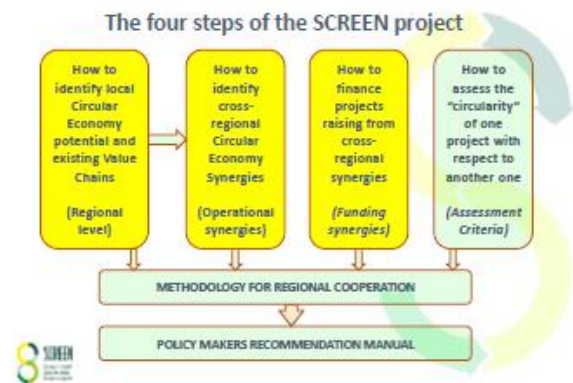 The four steps of the SCREEN project
How to
identify local
Circular
Economy
potential and
existing Value
Chains
(Regional
level)
How to
identify
cross-
regional
Circular
Economy
Synergies
(Operational
synergies)
How to
finance
projects
raising from
cross-
regional
synergies
(Funding
synergies)
How to
assess the
"circularity"
of one
project with
respect to
another one
(Assessment
Criteria)
METHODOLOGY FOR REGIONAL COOPERATION
POLICY MAKERS RECOMMENDATION MANUAL
SCREEN